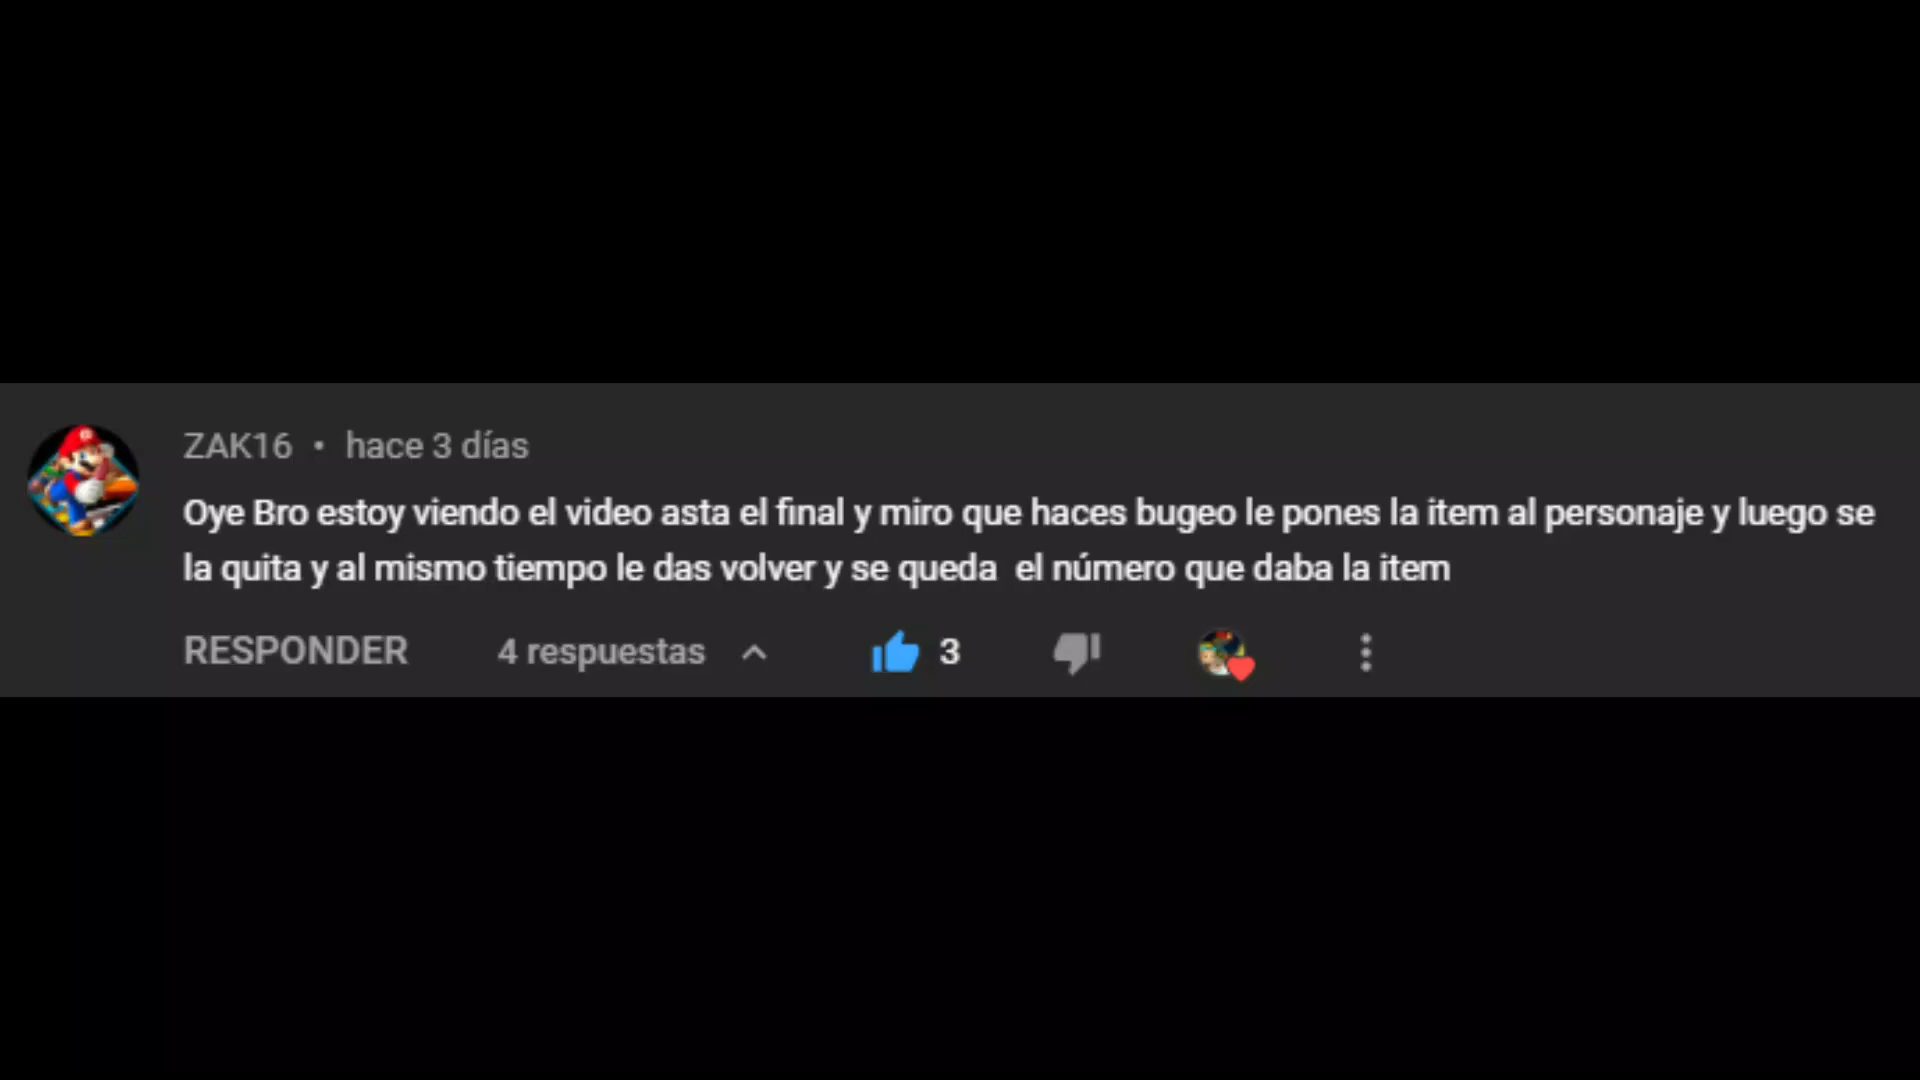 ZAK16 • hace 3 días
Oye Bro estoy viendo el video asta el final y miro que haces bugeo le pones la item al personaje y luego se
la quita y al mismo tiempo le das volver y se queda  el número que daba la item
RESPONDER 4 respuestas 3